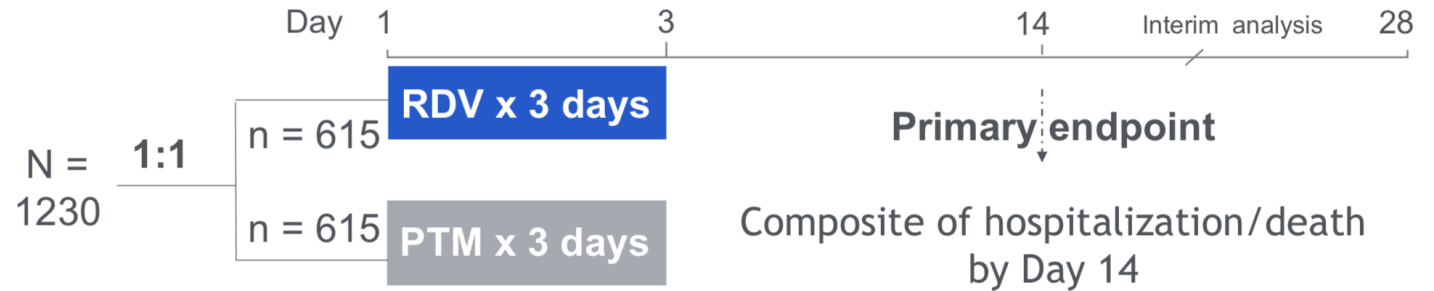 Day 1 3 14 Interim analysis 28
RDV x 3 days
n = 615
Primary endpoint
1:1
N =
1230
n = 615
PTM x 3 days
Composite of hospitalization/death
by Day 14